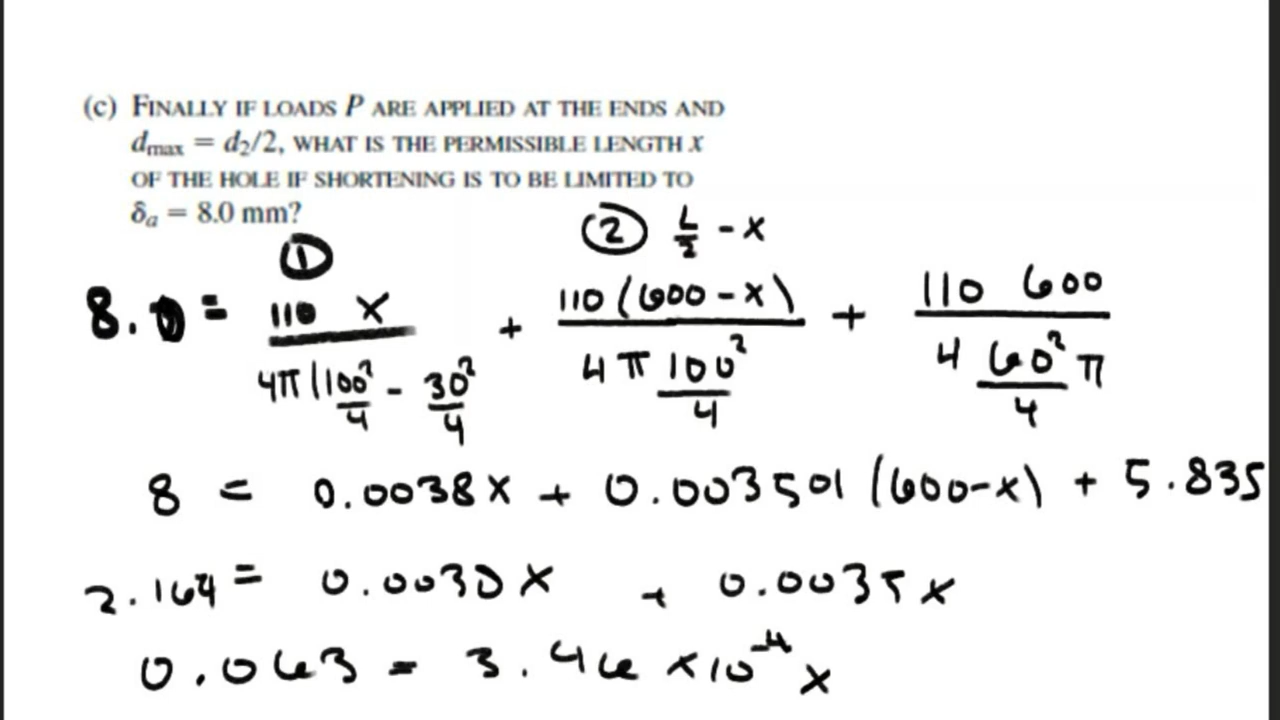 (c) FINALLY IF LOADS P ARE APPLIED AT THE ENDS AND
dmax = d2/2, WHAT IS THE PERMISSIBLE LENGTH x
OF THE HOLE IF SHORTENING IS TO BE LIMITED TO
δa = 8.0 mm?
① ② L/2 - x
8.0 = 110 x / 4π(100²/4 - 30²/4 + 110(600-x) / 4π 100²/4 + 110 600 / 4 60²/4 π
8 = 0.0038x + 0.003501(600-x) + 5.835
2.164 = 0.0030x + 0.0035x
0.063 = 3.46 x10⁻⁴ x